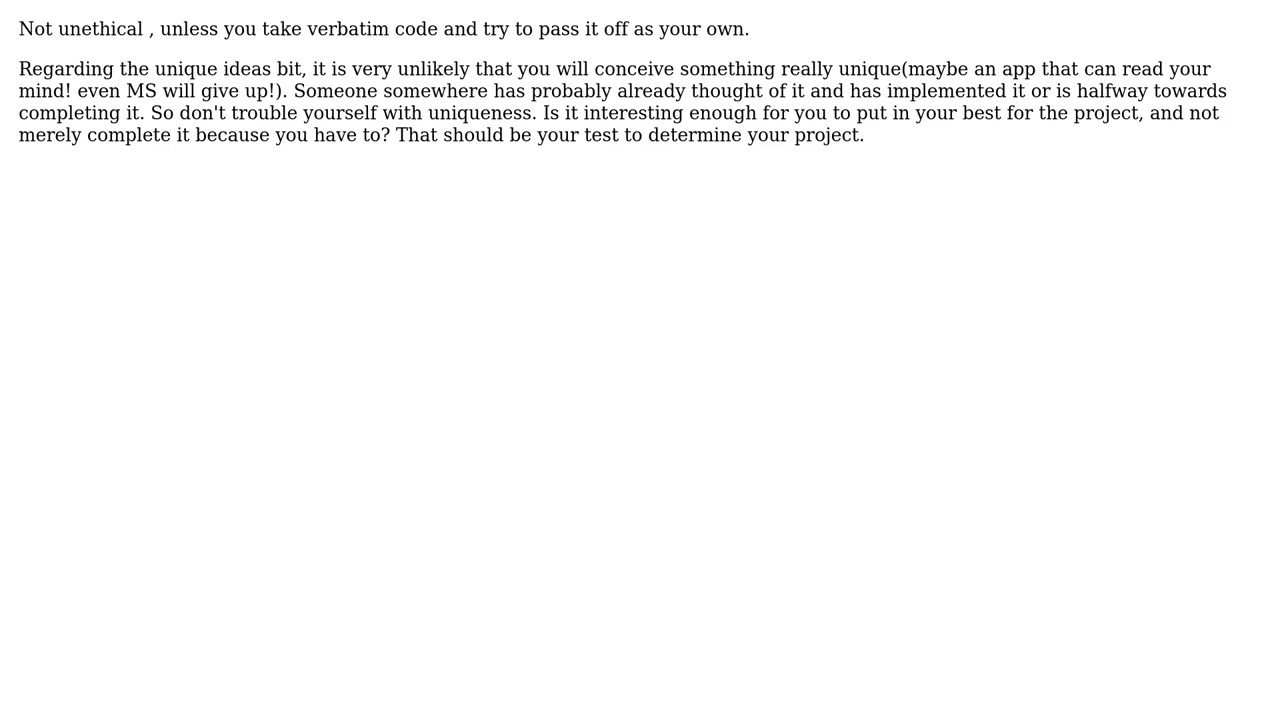 Not unethical , unless you take verbatim code and try to pass it off as your own.
Regarding the unique ideas bit, it is very unlikely that you will conceive something really unique(maybe an app that can read your
mind! even MS will give up!). Someone somewhere has probably already thought of it and has implemented it or is halfway towards
completing it. So don't trouble yourself with uniqueness. Is it interesting enough for you to put in your best for the project, and not
merely complete it because you have to? That should be your test to determine your project.